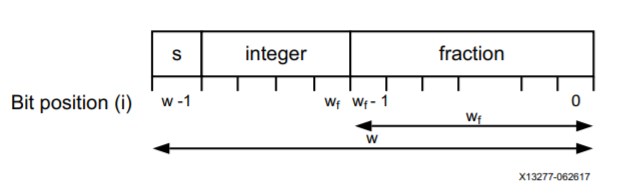 s integer fraction
Bit position (i) w -1 wf wf - 1 0
wf
w
X13277-062617